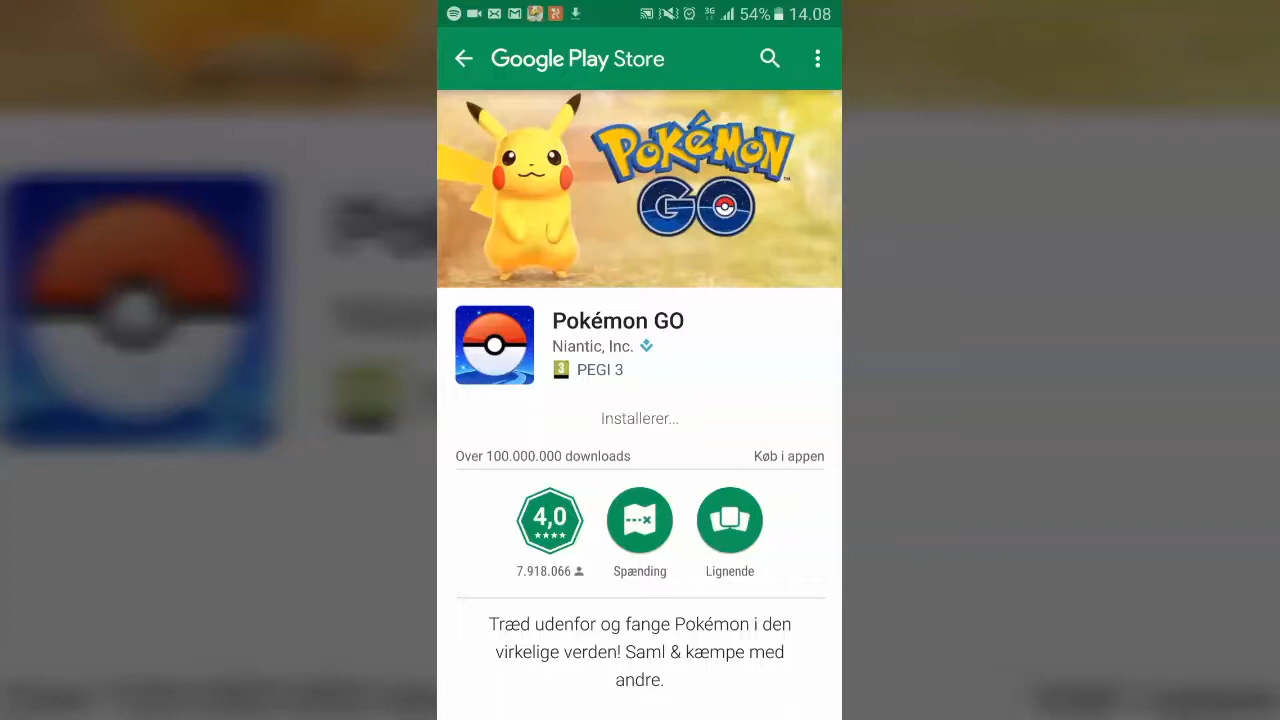 3G 54% 14.08
Google Play Store
POKÉMON™
GO
Pokémon GO
Niantic, Inc.
3 PEGI 3
Installerer...
Over 100.000.000 downloads Køb i appen
4,0
7.918.066 Spænding Lignende
Træd udenfor og fange Pokémon i den
virkelige verden! Saml & kæmpe med
andre.